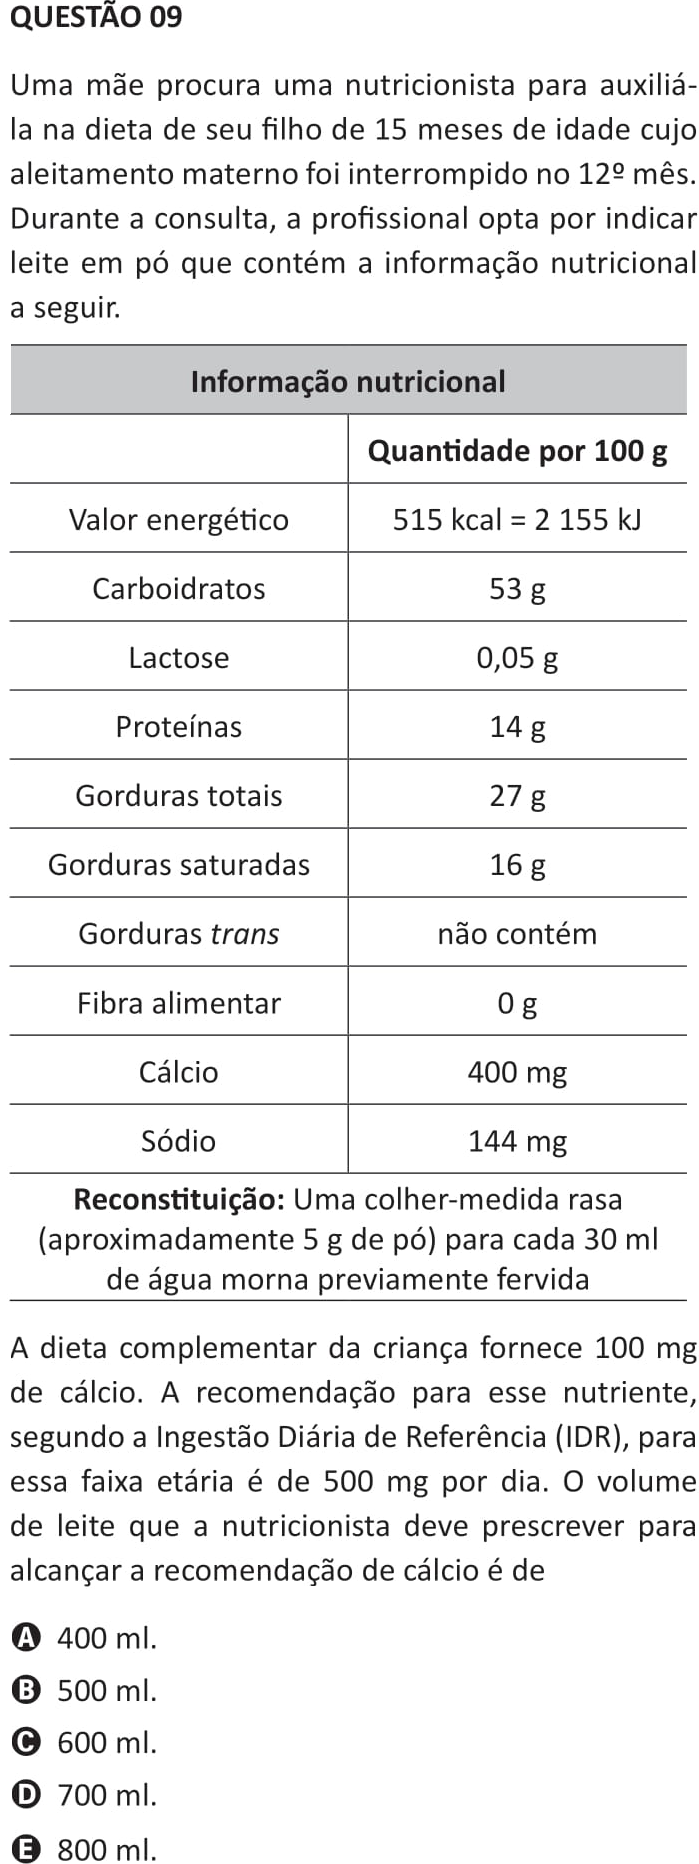 QUESTÃO 09
Uma mãe procura uma nutricionista para auxiliá-
la na dieta de seu filho de 15 meses de idade cujo
aleitamento materno foi interrompido no 12º mês.
Durante a consulta, a profissional opta por indicar
leite em pó que contém a informação nutricional
a seguir.
Informação nutricional
Quantidade por 100 g
Valor energético 515 kcal = 2 155 kJ
Carboidratos 53 g
Lactose 0,05 g
Proteínas 14 g
Gorduras totais 27 g
Gorduras saturadas 16 g
Gorduras trans não contém
Fibra alimentar 0 g
Cálcio 400 mg
Sódio 144 mg
Reconstituição: Uma colher-medida rasa
(aproximadamente 5 g de pó) para cada 30 ml
de água morna previamente fervida
A dieta complementar da criança fornece 100 mg
de cálcio. A recomendação para esse nutriente,
segundo a Ingestão Diária de Referência (IDR), para
essa faixa etária é de 500 mg por dia. O volume
de leite que a nutricionista deve prescrever para
alcançar a recomendação de cálcio é de
A 400 ml.
B 500 ml.
C 600 ml.
D 700 ml.
E 800 ml.